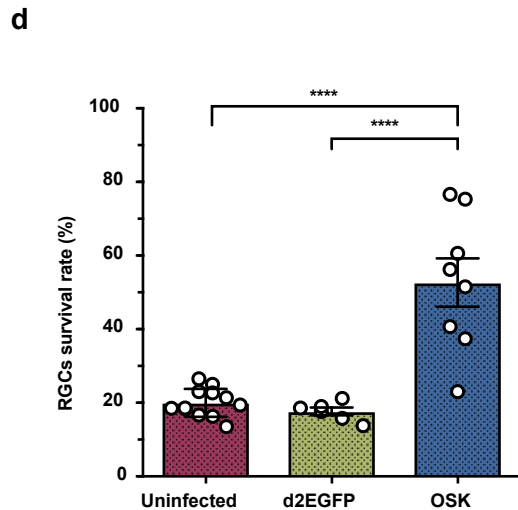 d
****
****
100
80
60
40
20
0
RGCs survival rate (%)
Uninfected d2EGFP OSK